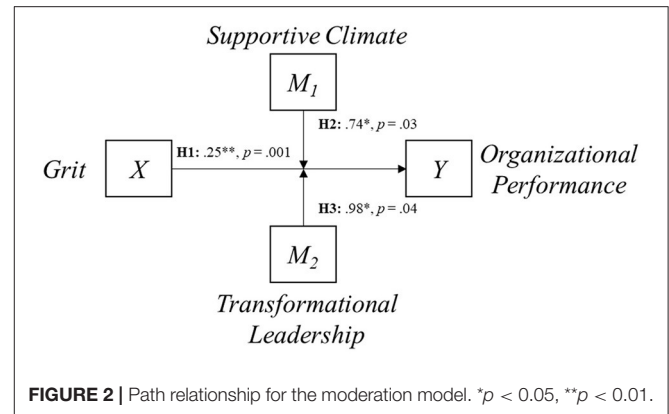 Supportive Climate
M1
H2: .74*, p = .03
H1: .25**, p = .001
Grit
X
Y
Organizational
Performance
H3: .98*, p = .04
M2
Transformational
Leadership
FIGURE 2 | Path relationship for the moderation model. *p < 0.05, **p < 0.01.